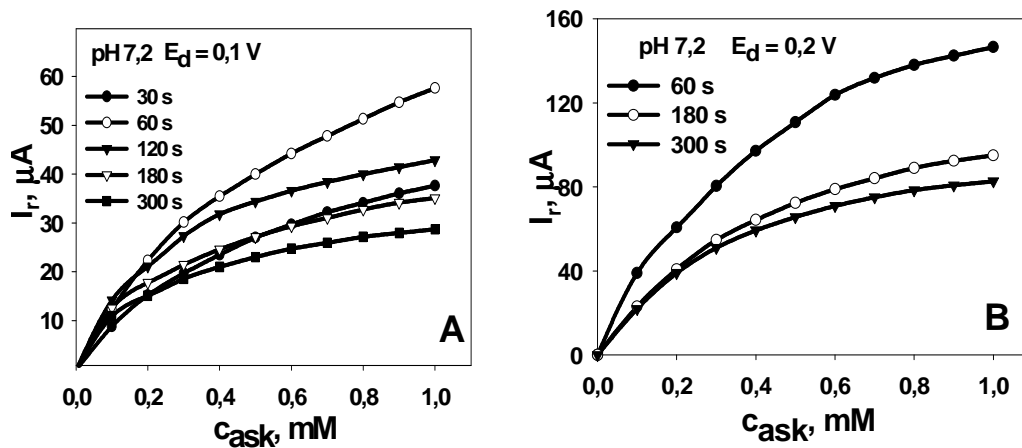 pH 7,2 E_d = 0,1 V
30 s
60 s
120 s
180 s
300 s
I_r, μA
60
50
40
30
20
10
0,0 0,2 0,4 0,6 0,8 1,0
c_ask, mM
A
pH 7,2 E_d = 0,2 V
60 s
180 s
300 s
I_r, μA
160
120
80
40
0
0,0 0,2 0,4 0,6 0,8 1,0
c_ask, mM
B